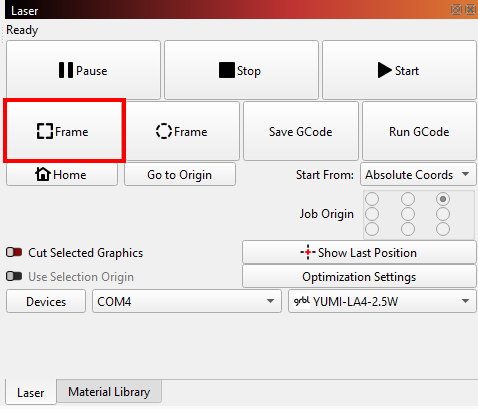 Laser
Ready
Pause
Stop
Start
Frame
Frame
Save GCode
Run GCode
Home
Go to Origin
Start From:
Absolute Coords
Job Origin
Cut Selected Graphics
Show Last Position
Use Selection Origin
Optimization Settings
Devices
COM4
grbl YUMI-LA4-2.5W
Laser
Material Library